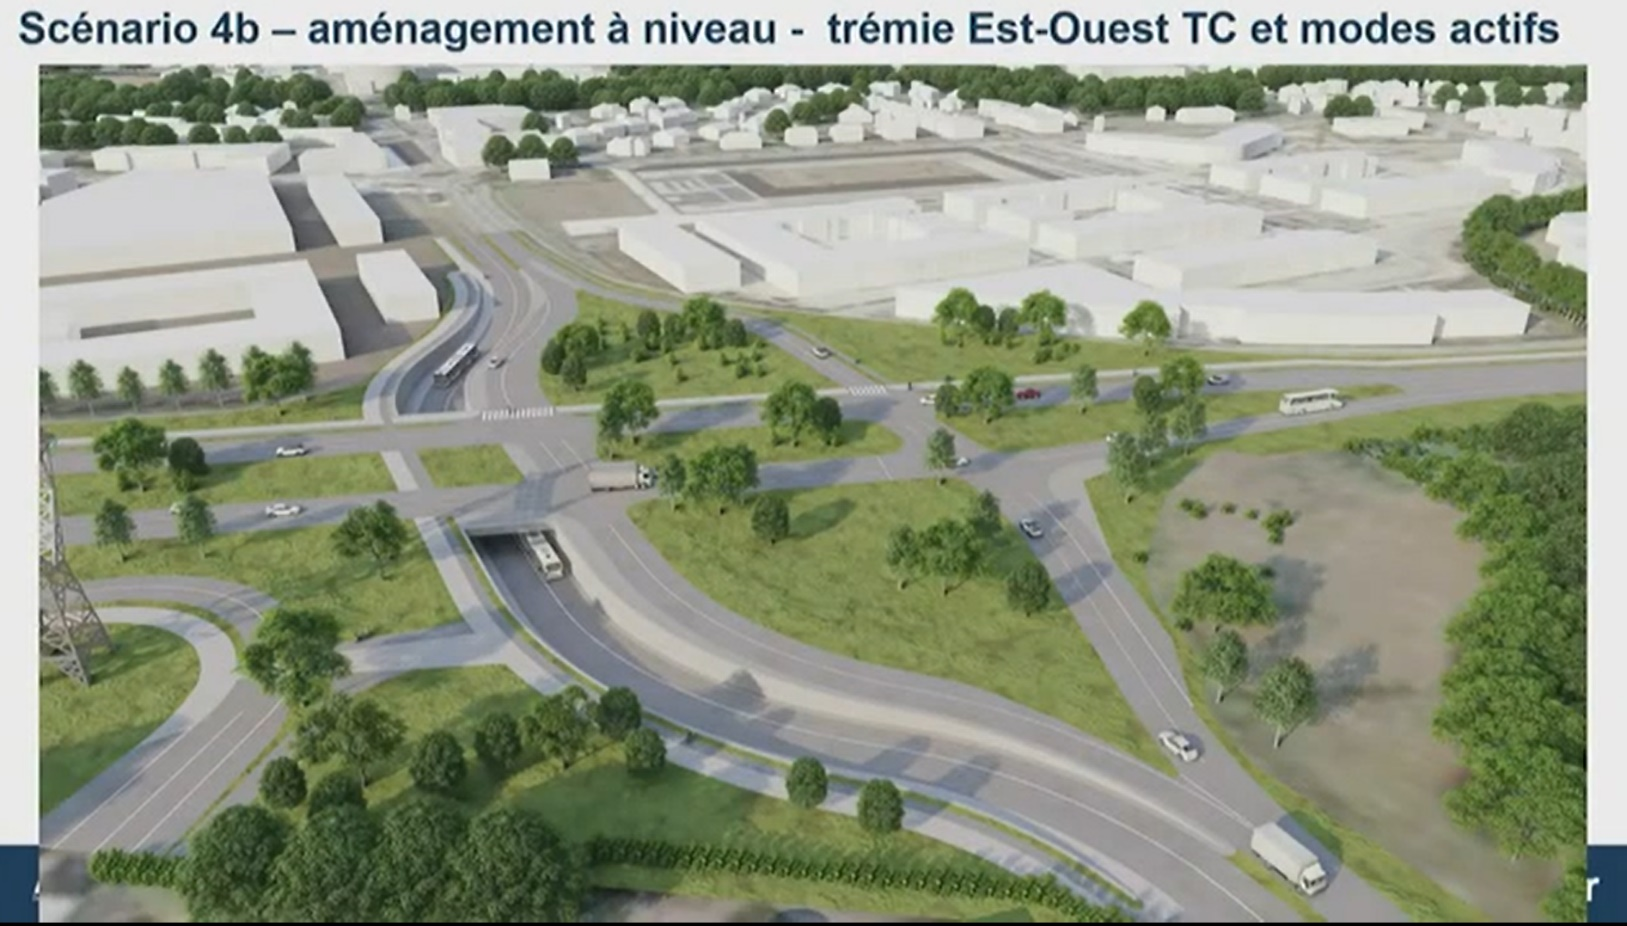 Scénario 4b – aménagement à niveau - trémie Est-Ouest TC et modes actifs